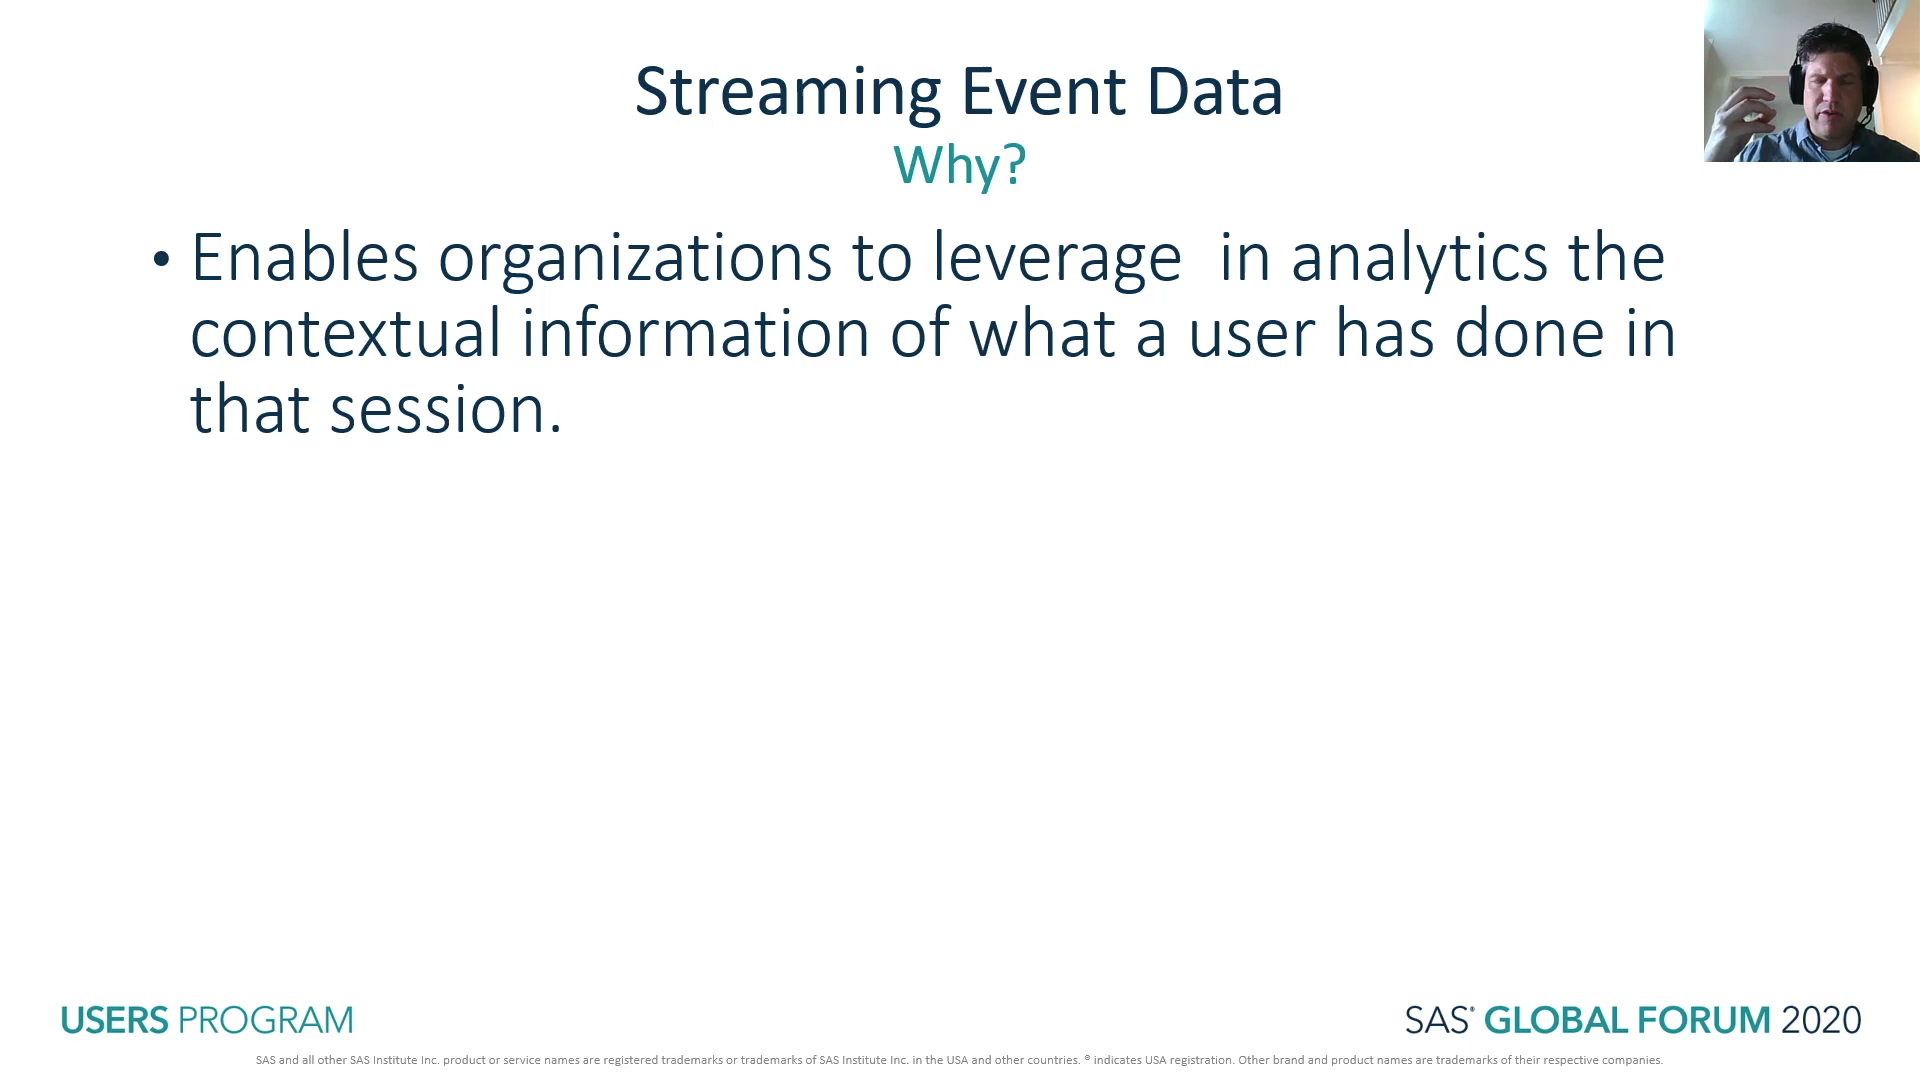 Streaming Event Data
Why?
• Enables organizations to leverage  in analytics the
contextual information of what a user has done in
that session.
USERS PROGRAM
SAS® GLOBAL FORUM 2020
SAS and all other SAS Institute Inc. product or service names are registered trademarks or trademarks of SAS Institute Inc. in the USA and other countries. ® indicates USA registration. Other brand and product names are trademarks of their respective companies.